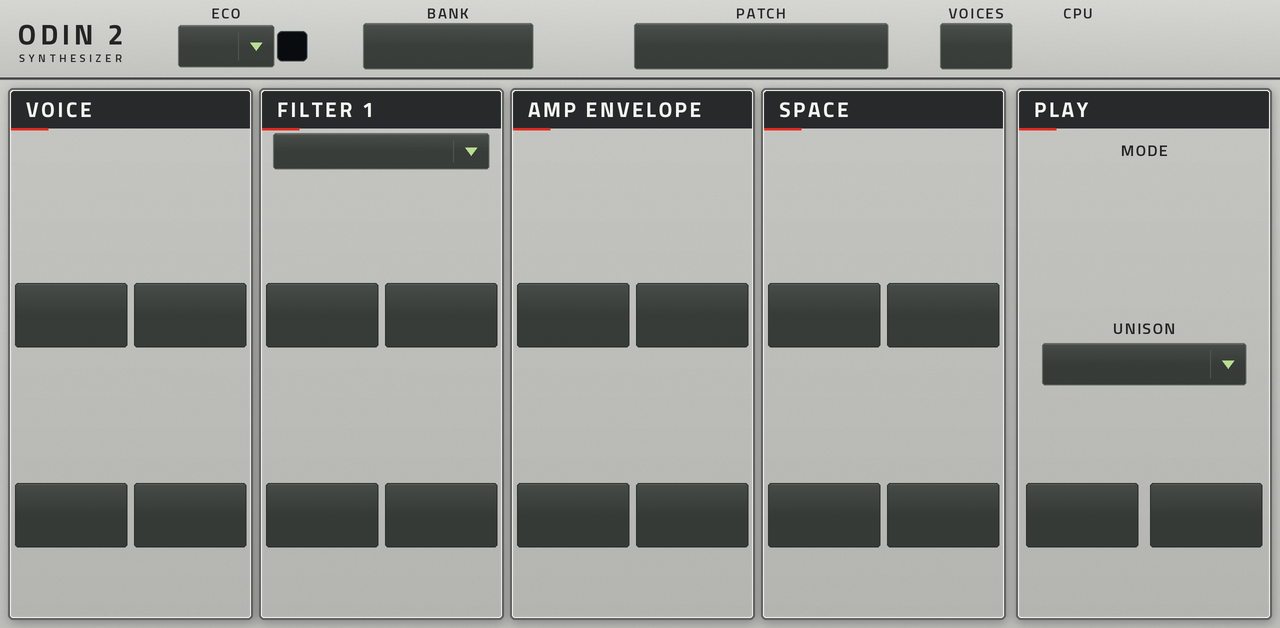 ECO
BANK
PATCH
VOICES
CPU
ODIN 2
SYNTHESIZER
VOICE
FILTER 1
AMP ENVELOPE
SPACE
PLAY
MODE
UNISON